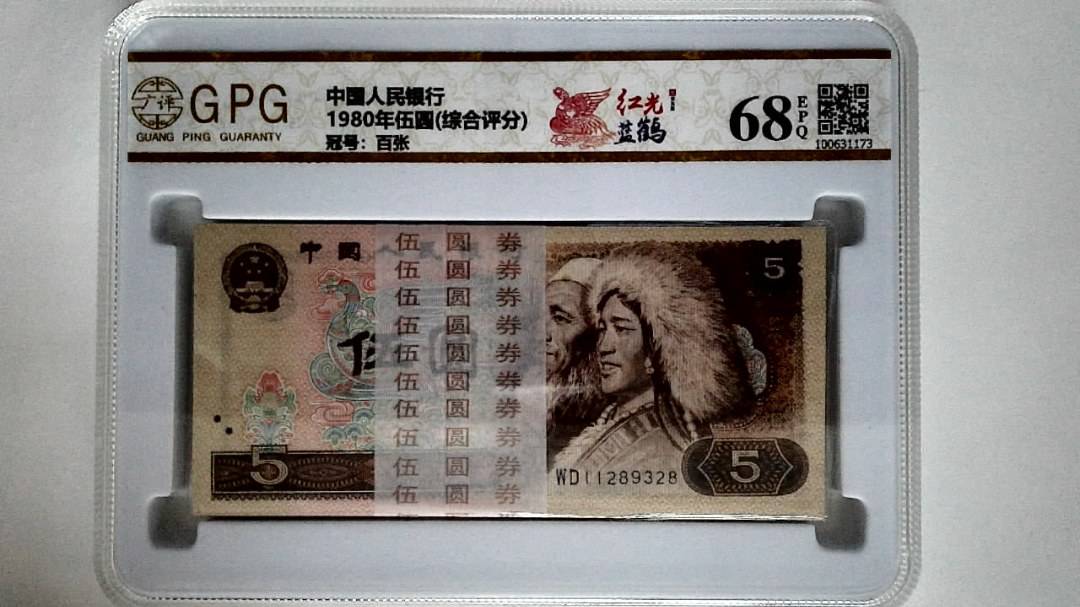 广评
GPG
GUANG PING GUARANTY
中国人民银行
1980年伍圆(综合评分)
冠号：百张
红光
蓝鹤
68
EPQ
100631173
中国
伍圆券
伍圆券
伍圆券
伍圆券
伍圆券
伍圆券
伍圆券
伍圆券
伍圆券
伍圆券
5
5
WD11289328
5